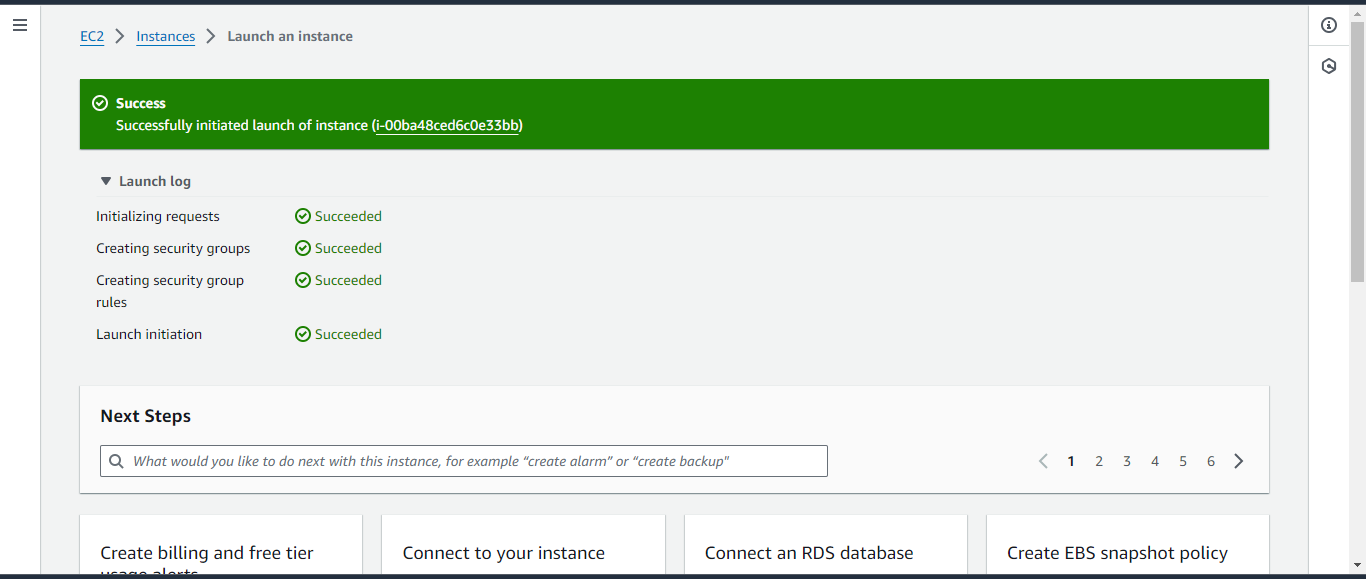 EC2 > Instances > Launch an instance
Success
Successfully initiated launch of instance (i-00ba48ced6c0e33bb)
Launch log
Initializing requests Succeeded
Creating security groups Succeeded
Creating security group Succeeded
rules
Launch initiation Succeeded
Next Steps
What would you like to do next with this instance, for example “create alarm” or “create backup"
1 2 3 4 5 6
Create billing and free tier
usage alerts
Connect to your instance
Connect an RDS database
Create EBS snapshot policy